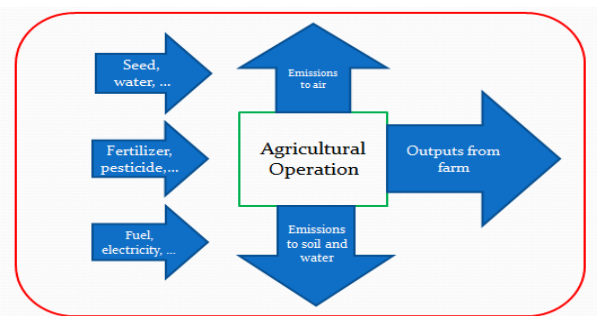 Seed,
water, ...
Fertilizer,
pesticide,...
Fuel,
electricity, ...
Emissions
to air
Agricultural
Operation
Emissions
to soil and
water
Outputs from
farm